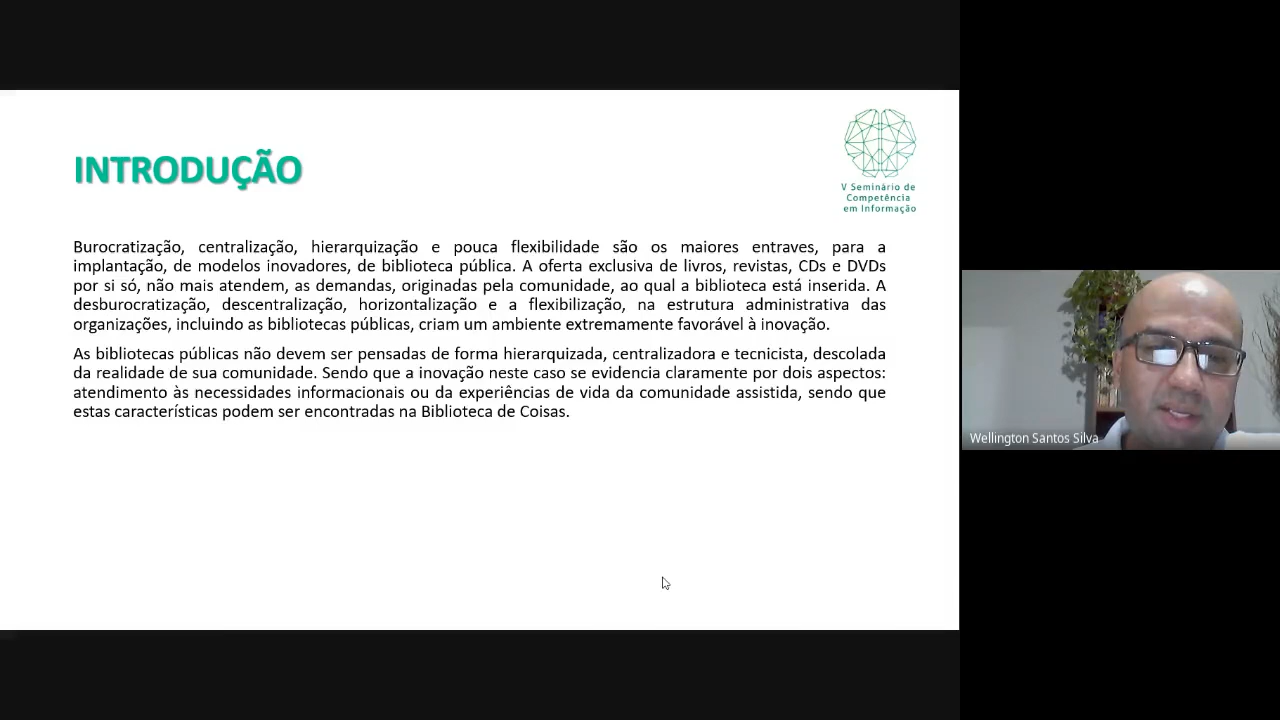 INTRODUÇÃO
V Seminário de
Competência
em Informação
Burocratização, centralização, hierarquização e pouca flexibilidade são os maiores entraves, para a
implantação, de modelos inovadores, de biblioteca pública. A oferta exclusiva de livros, revistas, CDs e DVDs
por si só, não mais atendem, as demandas, originadas pela comunidade, ao qual a biblioteca está inserida. A
desburocratização, descentralização, horizontalização e a flexibilização, na estrutura administrativa das
organizações, incluindo as bibliotecas públicas, criam um ambiente extremamente favorável à inovação.
As bibliotecas públicas não devem ser pensadas de forma hierarquizada, centralizadora e tecnicista, descolada
da realidade de sua comunidade. Sendo que a inovação neste caso se evidencia claramente por dois aspectos:
atendimento às necessidades informacionais ou da experiências de vida da comunidade assistida, sendo que
estas características podem ser encontradas na Biblioteca de Coisas.
Wellington Santos Silva